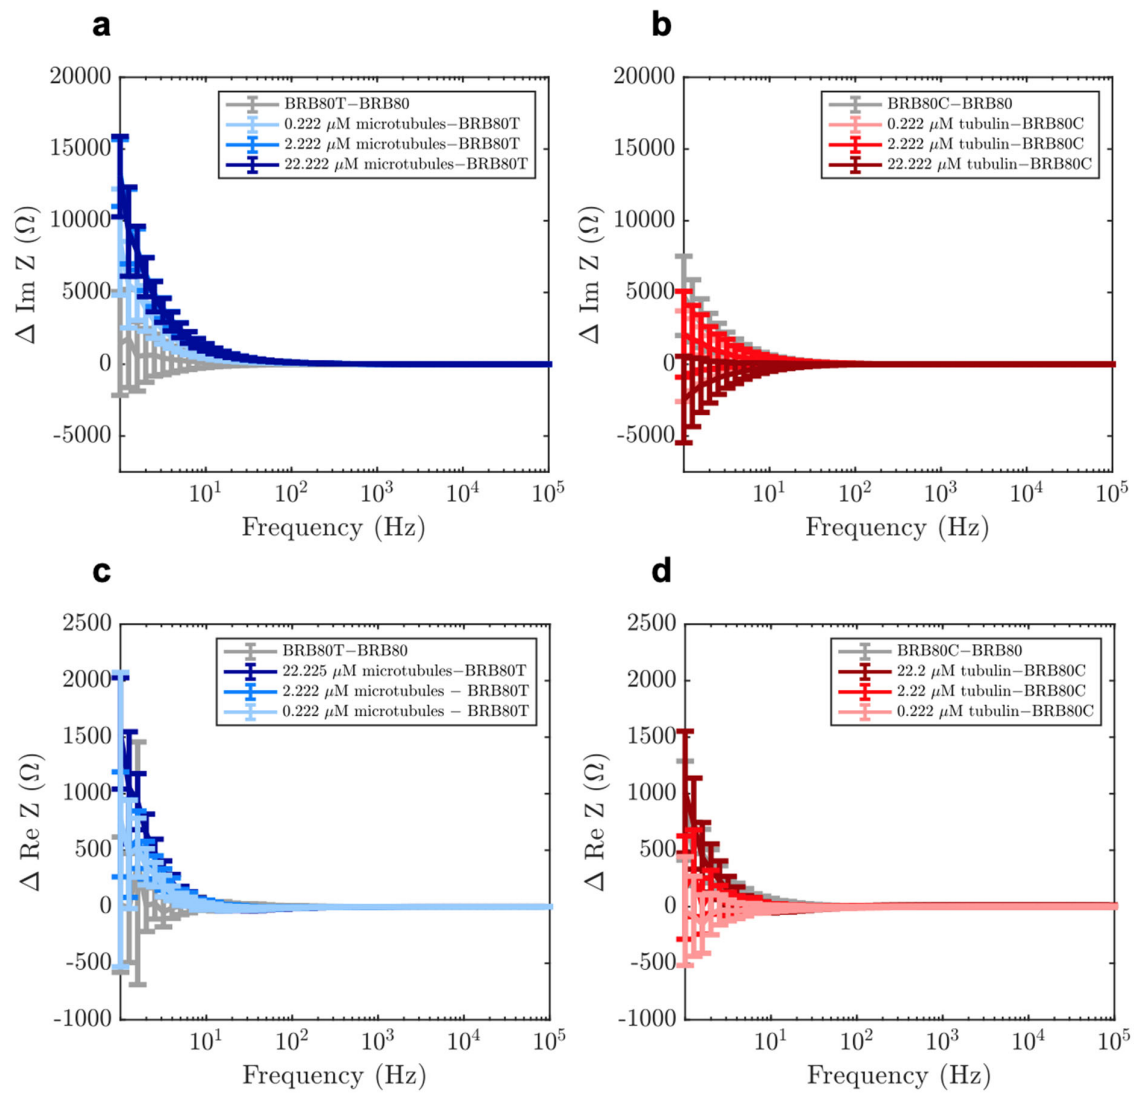 a
20000
15000
10000
5000
0
-5000
Δ Im Z (Ω)
BRB80T−BRB80
0.222 μM microtubules−BRB80T
2.222 μM microtubules−BRB80T
22.222 μM microtubules−BRB80T
10¹ 10² 10³ 10⁴ 10⁵
Frequency (Hz)
b
20000
15000
10000
5000
0
-5000
Δ Im Z (Ω)
BRB80C−BRB80
0.222 μM tubulin−BRB80C
2.222 μM tubulin−BRB80C
22.222 μM tubulin−BRB80C
10¹ 10² 10³ 10⁴ 10⁵
Frequency (Hz)
c
2500
2000
1500
1000
500
0
-500
-1000
Δ Re Z (Ω)
BRB80T−BRB80
22.225 μM microtubules−BRB80T
2.222 μM microtubules − BRB80T
0.222 μM microtubules − BRB80T
10¹ 10² 10³ 10⁴ 10⁵
Frequency (Hz)
d
2500
2000
1500
1000
500
0
-500
-1000
Δ Re Z (Ω)
BRB80C−BRB80
22.2 μM tubulin−BRB80C
2.22 μM tubulin−BRB80C
0.222 μM tubulin−BRB80C
10¹ 10² 10³ 10⁴ 10⁵
Frequency (Hz)